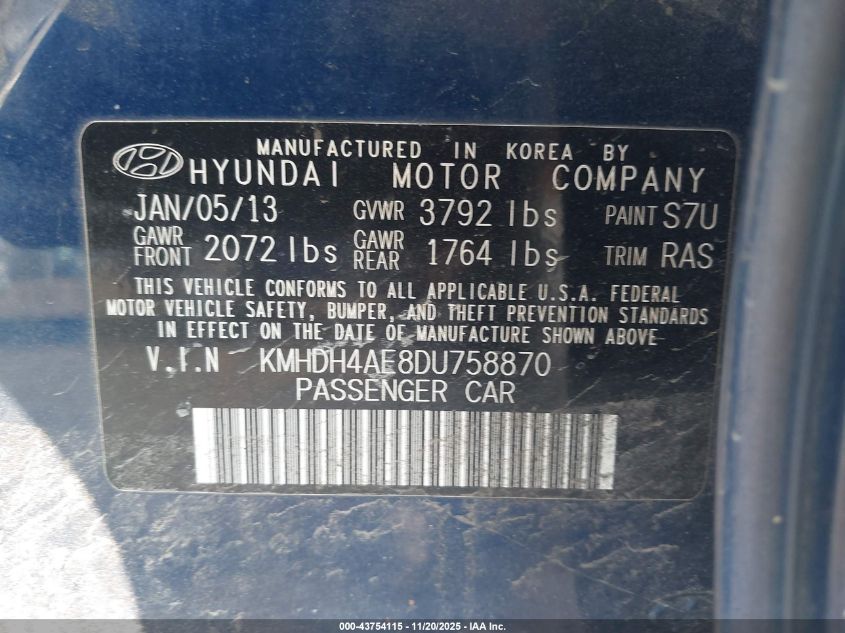 MANUFACTURED IN KOREA BY
HYUNDAI MOTOR COMPANY
JAN/05/13 GVWR 3792 lbs PAINT S7U
GAWR FRONT 2072 lbs GAWR REAR 1764 lbs TRIM RAS
THIS VEHICLE CONFORMS TO ALL APPLICABLE U.S.A. FEDERAL
MOTOR VEHICLE SAFETY, BUMPER, AND THEFT PREVENTION STANDARDS
IN EFFECT ON THE DATE OF MANUFACTURE SHOWN ABOVE
V.I.N KMHDH4AE8DU758870
PASSENGER CAR
000-43754115 - 11/20/2025 - IAA Inc.